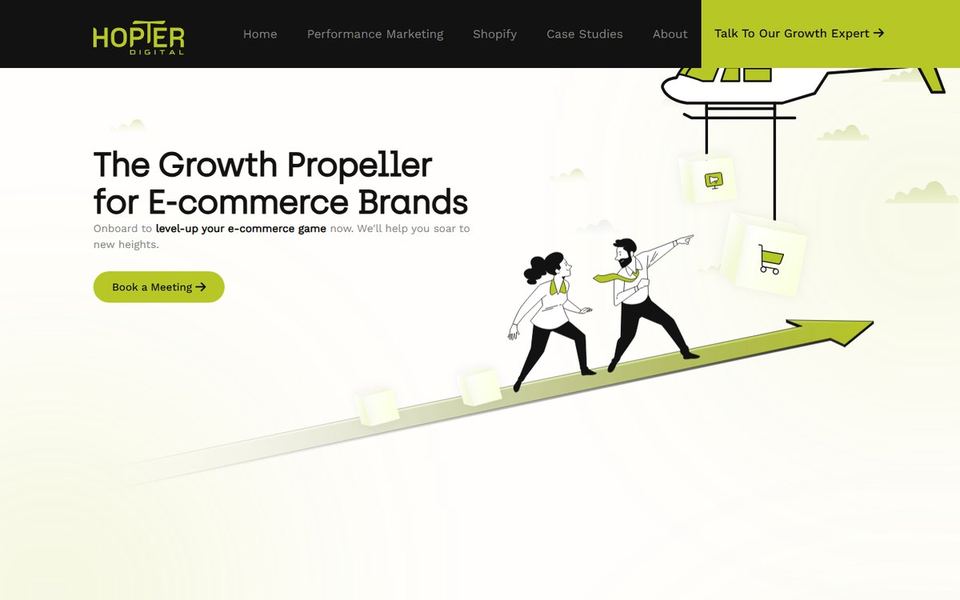 HOPTER
DIGITAL
Home
Performance Marketing
Shopify
Case Studies
About
Talk To Our Growth Expert →
The Growth Propeller
for E-commerce Brands
Onboard to level-up your e-commerce game now. We'll help you soar to
new heights.
Book a Meeting →